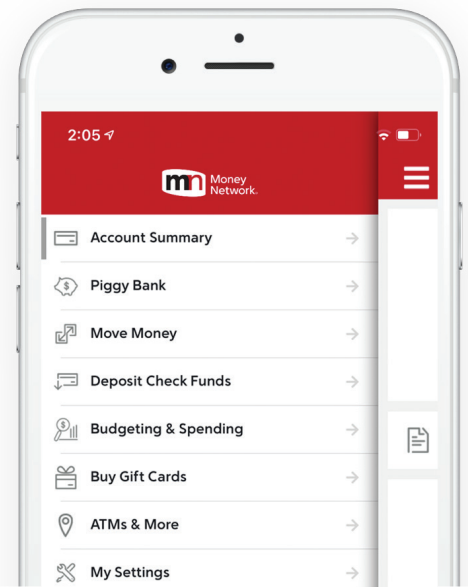 2:05
mn Money
Network.
Account Summary
Piggy Bank
Move Money
Deposit Check Funds
Budgeting & Spending
Buy Gift Cards
ATMs & More
My Settings